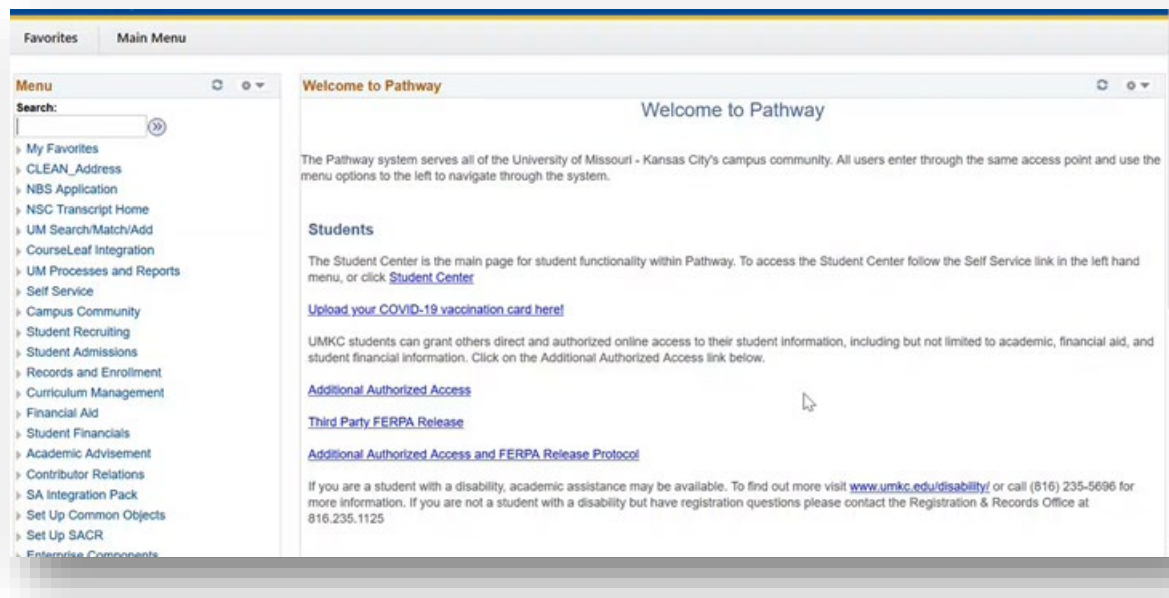 Favorites Main Menu
Menu
Search:
My Favorites
CLEAN_Address
NBS Application
NSC Transcript Home
UM Search/Match/Add
CourseLeaf Integration
UM Processes and Reports
Self Service
Campus Community
Student Recruiting
Student Admissions
Records and Enrollment
Curriculum Management
Financial Aid
Student Financials
Academic Advisement
Contributor Relations
SA Integration Pack
Set Up Common Objects
Set Up SACR
Enterprise Components
Welcome to Pathway
Welcome to Pathway
The Pathway system serves all of the University of Missouri - Kansas City's campus community. All users enter through the same access point and use the
menu options to the left to navigate through the system.
Students
The Student Center is the main page for student functionality within Pathway. To access the Student Center follow the Self Service link in the left hand
menu, or click Student Center
Upload your COVID-19 vaccination card here!
UMKC students can grant others direct and authorized online access to their student information, including but not limited to academic, financial aid, and
student financial information. Click on the Additional Authorized Access link below.
Additional Authorized Access
Third Party FERPA Release
Additional Authorized Access and FERPA Release Protocol
If you are a student with a disability, academic assistance may be available. To find out more visit www.umkc.edu/disability/ or call (816) 235-5696 for
more information. If you are not a student with a disability but have registration questions please contact the Registration & Records Office at
816.235.1125